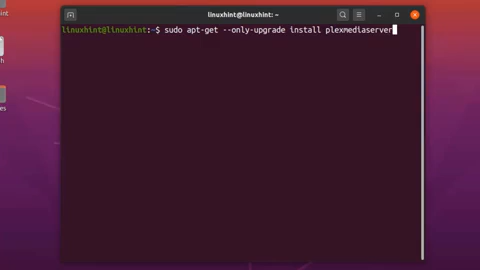 linuxhint@linuxhint: ~
linuxhint@linuxhint:~$ sudo apt-get --only-upgrade install plexmediaserver